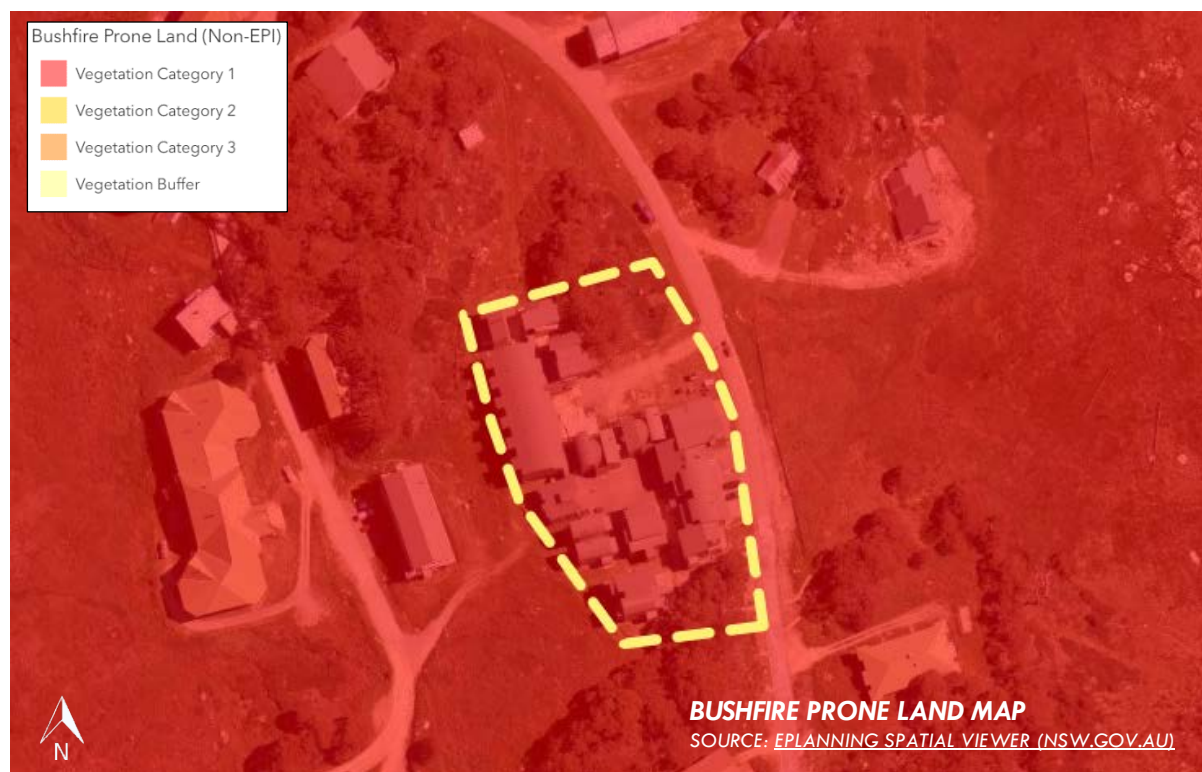 Bushfire Prone Land (Non-EPI)
Vegetation Category 1
Vegetation Category 2
Vegetation Category 3
Vegetation Buffer
N
BUSHFIRE PRONE LAND MAP
SOURCE: EPLANNING SPATIAL VIEWER (NSW.GOV.AU)